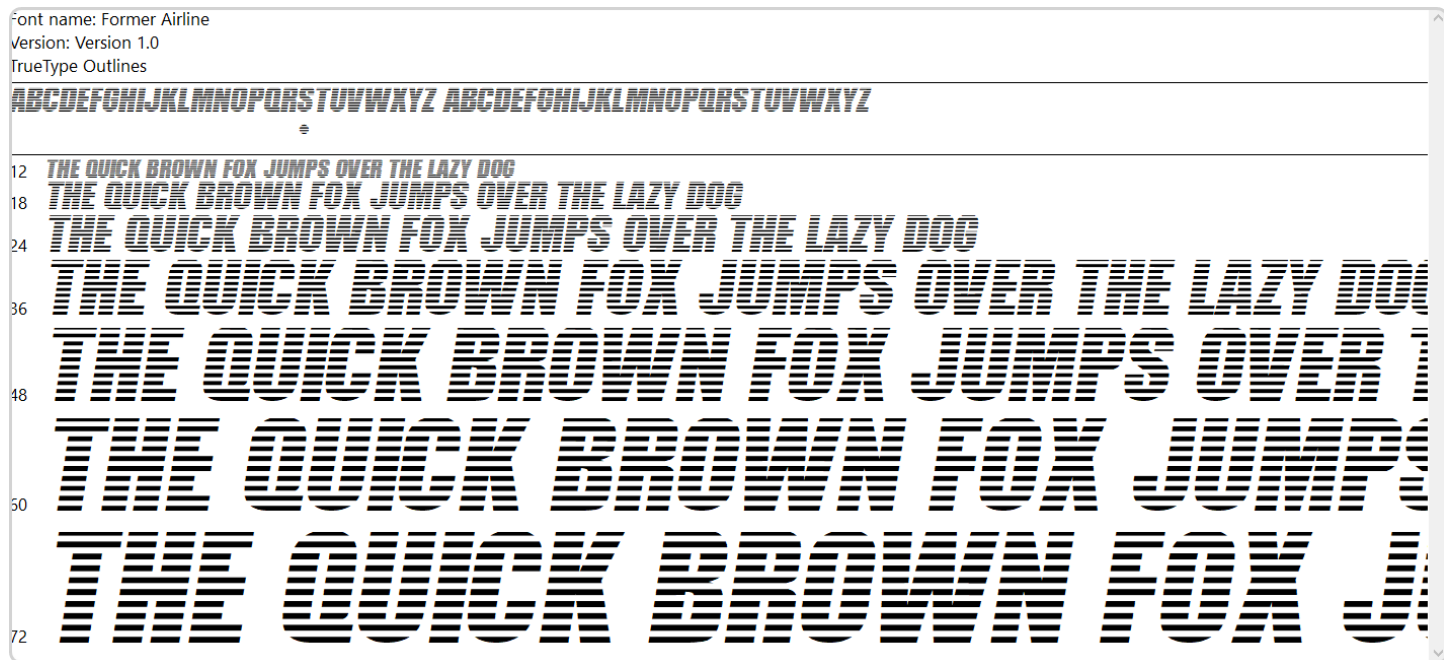 Font name: Former Airline
Version: Version 1.0
TrueType Outlines
ABCDEFGHIJKLMNOPQRSTUVWXYZ ABCDEFGHIJKLMNOPQRSTUVWXYZ
12 THE QUICK BROWN FOX JUMPS OVER THE LAZY DOG
18 THE QUICK BROWN FOX JUMPS OVER THE LAZY DOG
24 THE QUICK BROWN FOX JUMPS OVER THE LAZY DOG
36 THE QUICK BROWN FOX JUMPS OVER THE LAZY DOG
48 THE QUICK BROWN FOX JUMPS OVER T
60 THE QUICK BROWN FOX JUMPS
72 THE QUICK BROWN FOX J